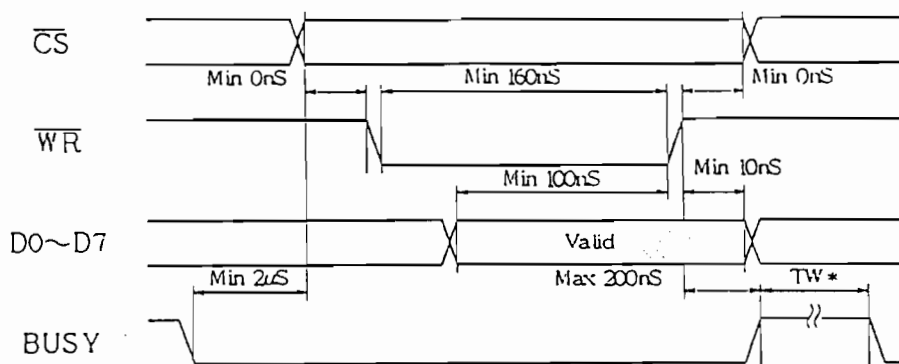 CS
Min 0nS Min 160nS Min 0nS
WR
Min 100nS Min 10nS
D0~D7 Valid
Min 2uS Max 200nS TW*
BUSY